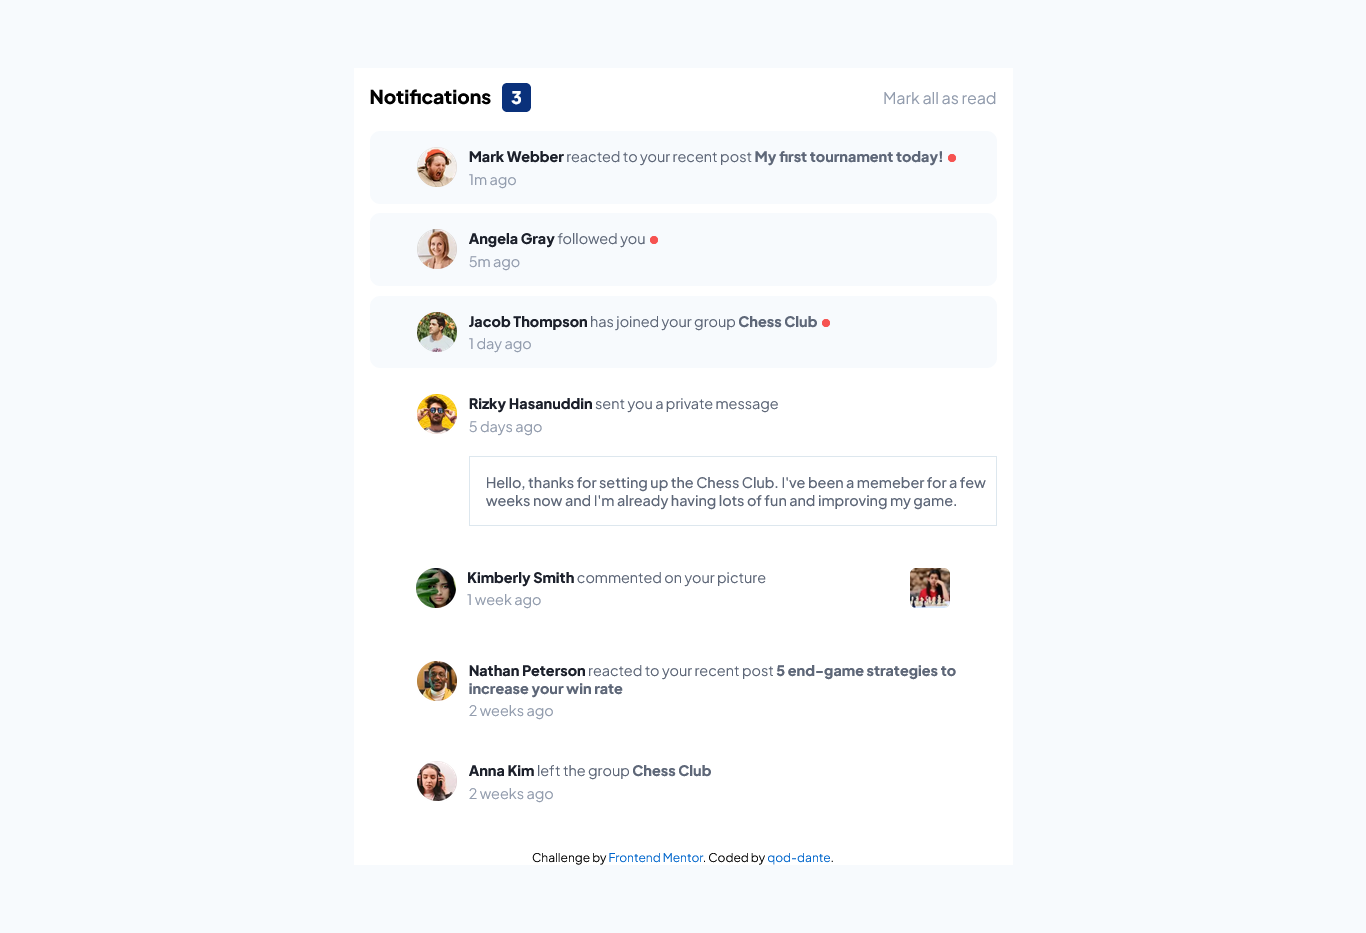 Notifications 3
Mark all as read
Mark Webber reacted to your recent post My first tournament today!
1m ago
Angela Gray followed you
5m ago
Jacob Thompson has joined your group Chess Club
1 day ago
Rizky Hasanuddin sent you a private message
5 days ago
Hello, thanks for setting up the Chess Club. I've been a memeber for a few
weeks now and I'm already having lots of fun and improving my game.
Kimberly Smith commented on your picture
1 week ago
Nathan Peterson reacted to your recent post 5 end-game strategies to
increase your win rate
2 weeks ago
Anna Kim left the group Chess Club
2 weeks ago
Challenge by Frontend Mentor. Coded by qod-dante.